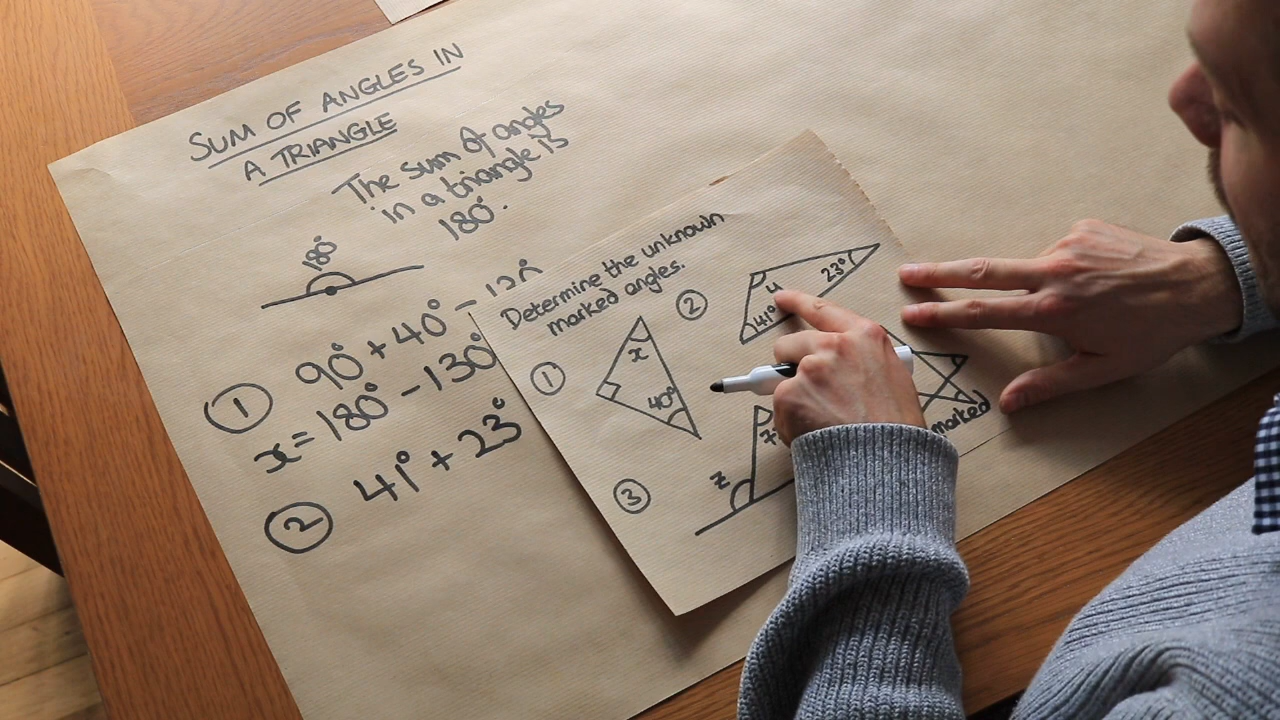 SUM OF ANGLES IN
A TRIANGLE
The sum of angles
in a triangle is
180°.
180°
① 90° + 40° =
x = 180° - 130°
② 41° + 23°
Determine the unknown
marked angles.
①
x
40°
②
y
41°
23°
③
z
marked